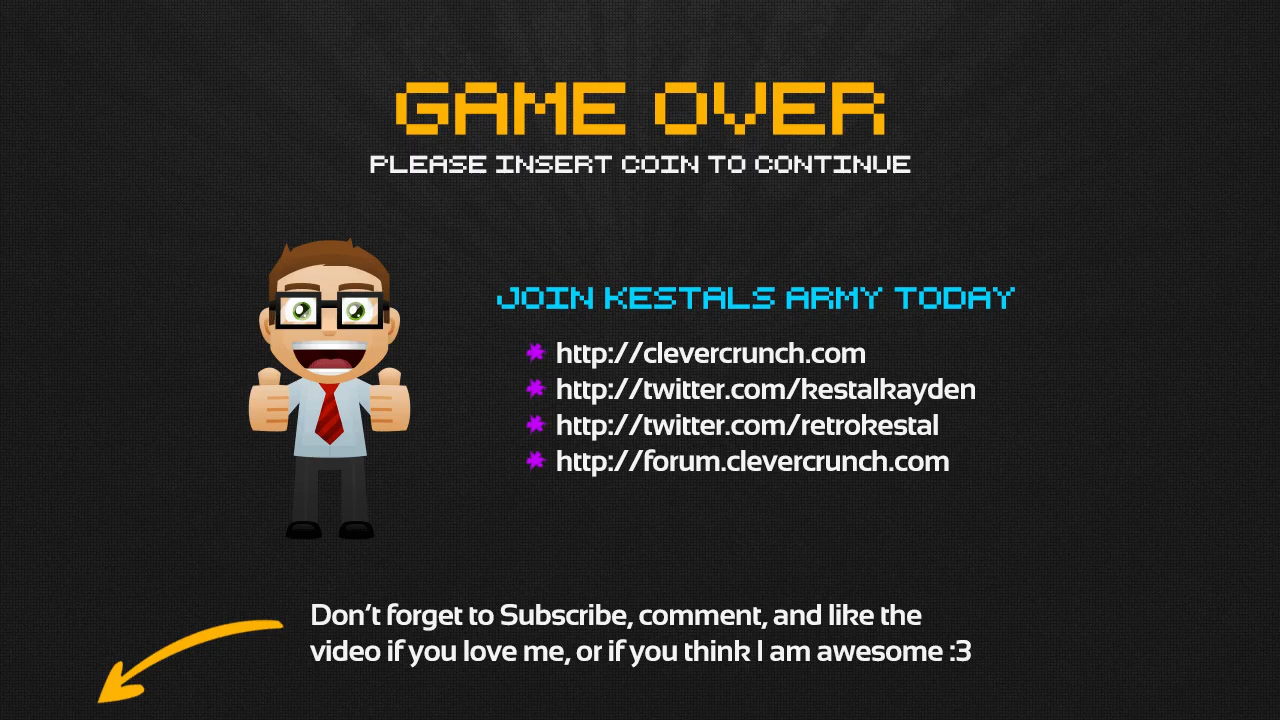 GAME OVER
PLEASE INSERT COIN TO CONTINUE
JOIN KESTALS ARMY TODAY
http://clevercrunch.com
http://twitter.com/kestalkayden
http://twitter.com/retrokestal
http://forum.clevercrunch.com
Don't forget to Subscribe, comment, and like the
video if you love me, or if you think I am awesome :3